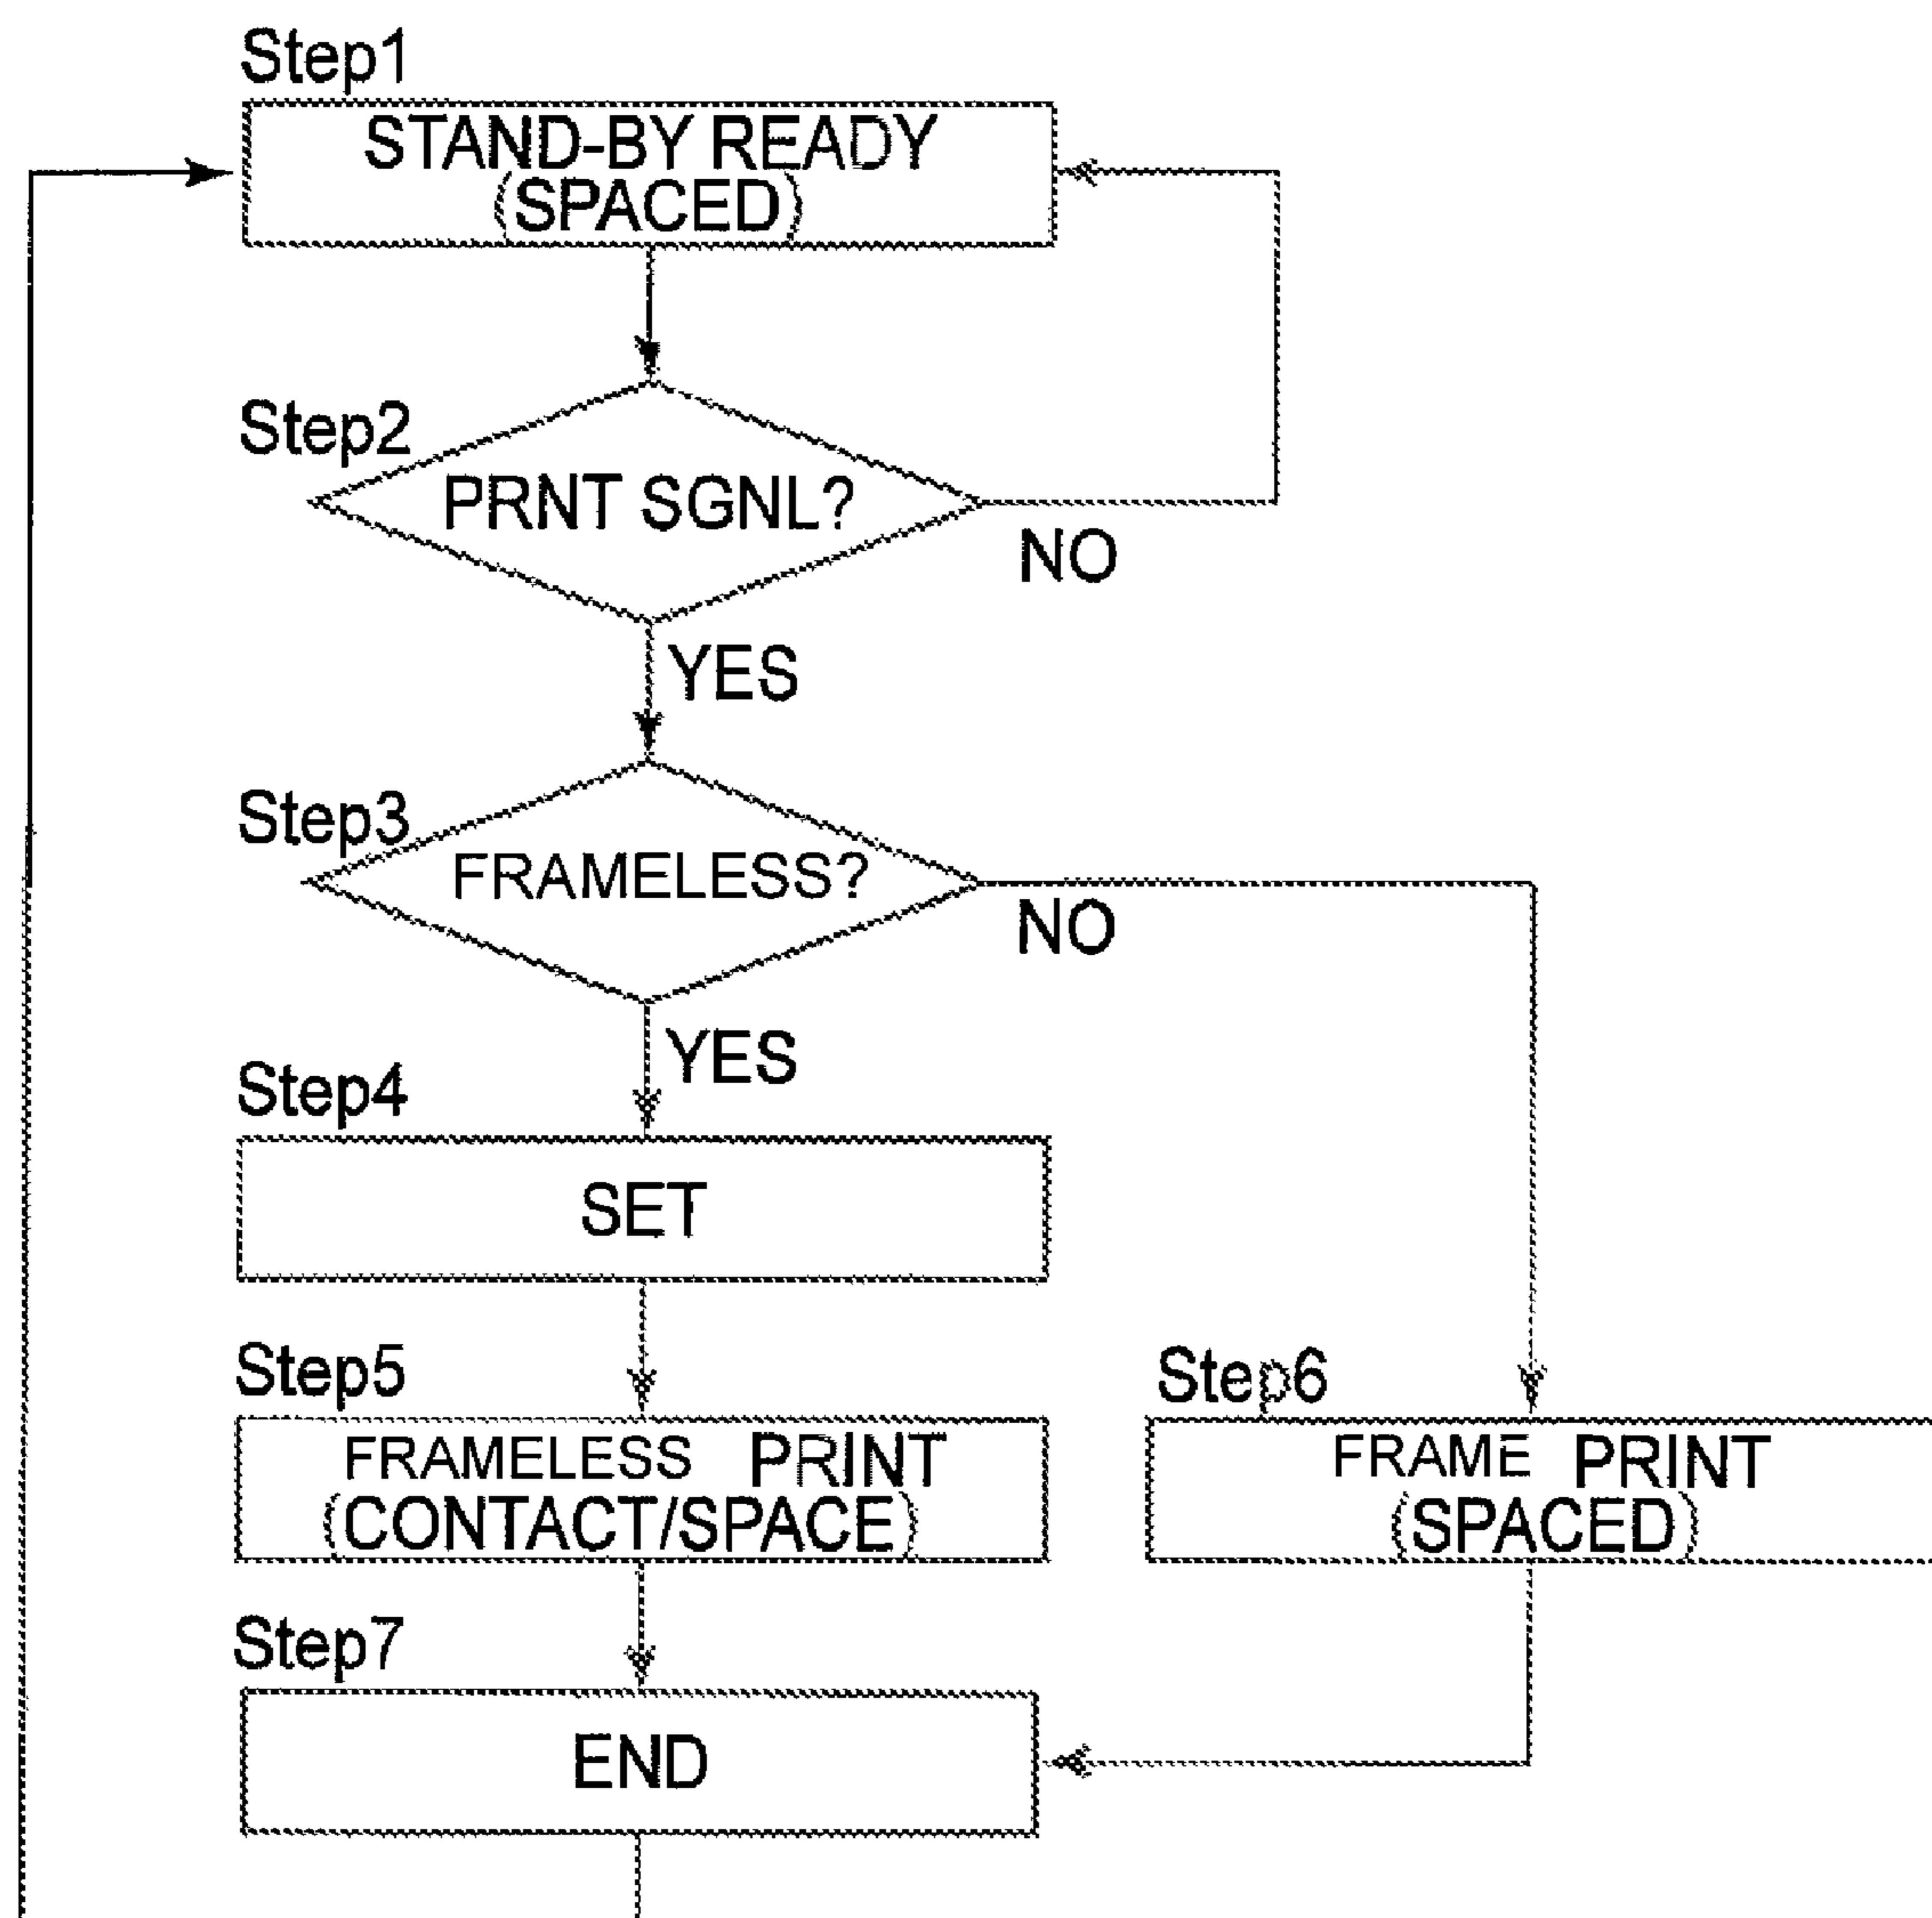 Step1
STAND-BY READY
(SPACED)
Step2
PRNT SGNL?
NO
YES
Step3
FRAMELESS?
NO
YES
Step4
SET
Step5
FRAMELESS PRINT
(CONTACT/SPACE)
Step6
FRAME PRINT
(SPACED)
Step7
END